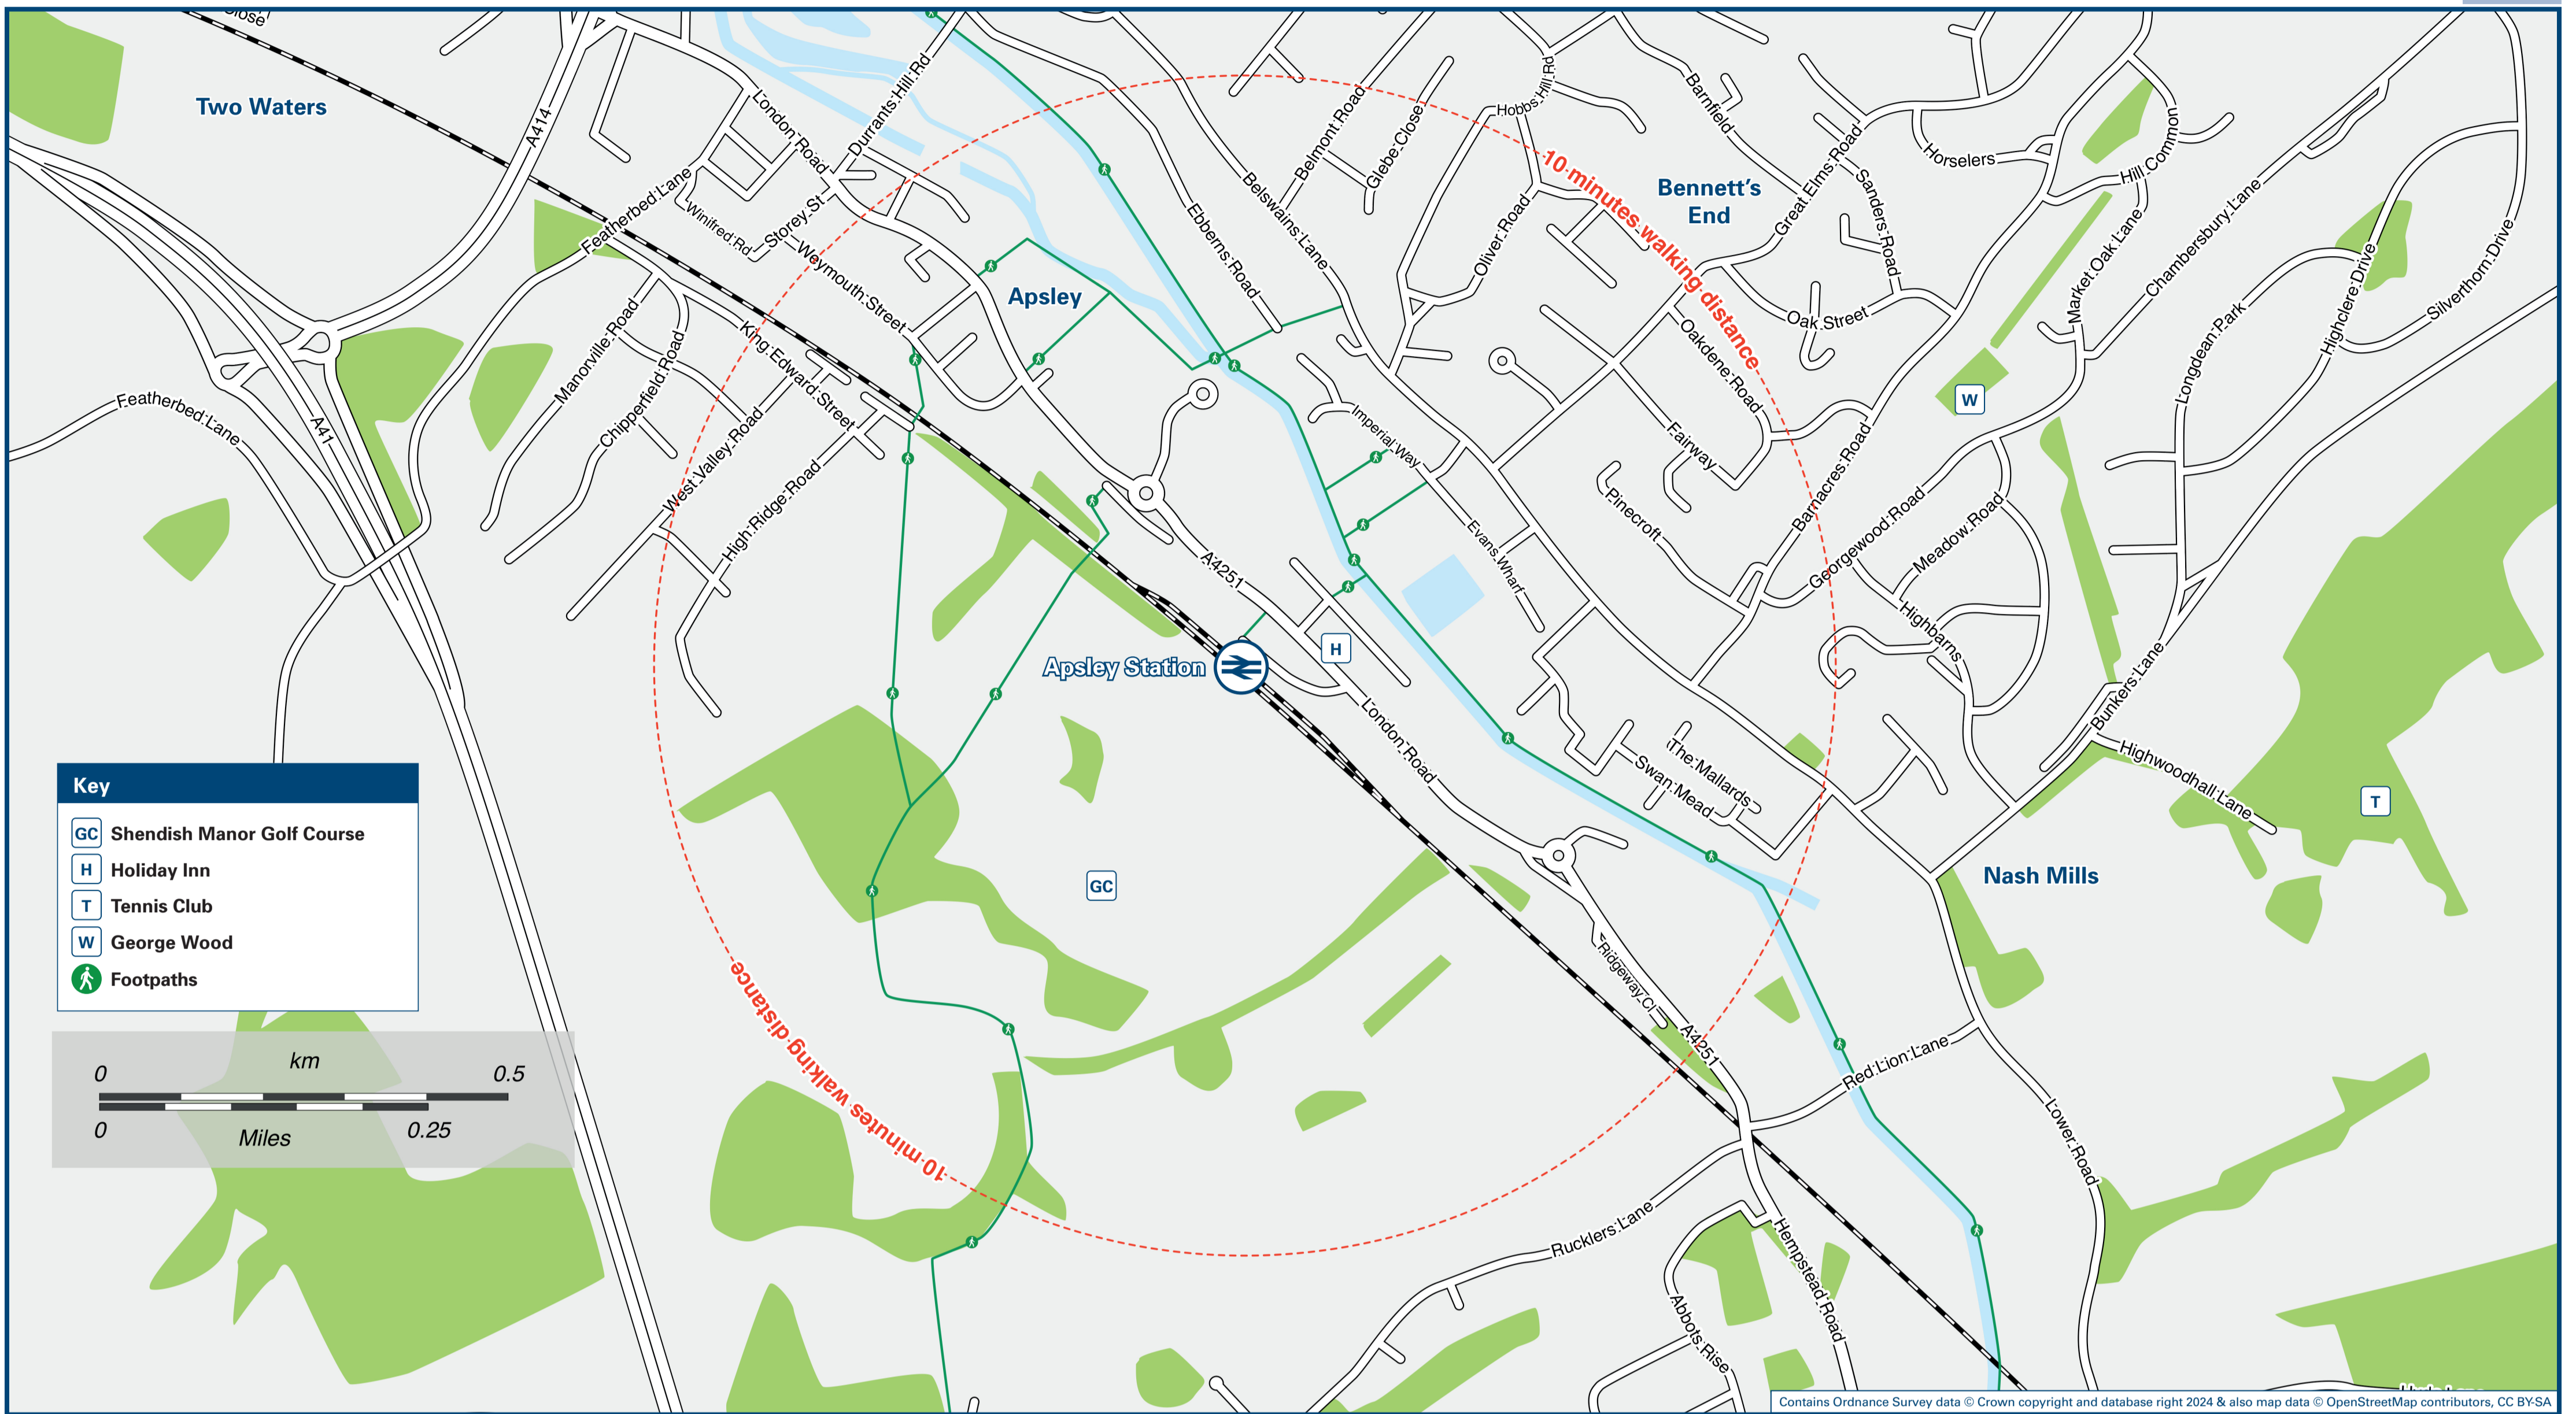 Close
Two Waters
A414
London Road
Durrants Hill Rd
Featherbed Lane
Winifred Rd
Storey St
Weymouth Street
Apsley
Ebberns Road
Belswains Lane
Belmont Road
Glebe Close
Hobbs Hill Rd
Oliver Road
10 minutes walking distance
Bennett's
End
Barnfield
Great Elms Road
Sanders Road
Horselers
Hill Common
Market Oak Lane
Chambersbury Lane
Oak Street
Oakdene Road
Fairway
Pinecroft
Barnacres Road
Georgewood Road
Meadow Road
Highbarns
Longdean Park
Highclere Drive
Silverthorn Drive
W
Manorville Road
Chipperfield Road
King Edward Street
West Valley Road
High Ridge Road
Featherbed Lane
A41
Imperial Way
Evans Wharf
A4251
H
Apsley Station
London Road
The Mallards
Swan Mead
Bunkers Lane
Highwoodhall Lane
T
Nash Mills
GC
Ridgeway Cl
A4251
Red Lion Lane
Lower Road
Rucklers Lane
Hempstead Road
Abbots Rise
10 minutes walking distance
Key
GC Shendish Manor Golf Course
H Holiday Inn
T Tennis Club
W George Wood
Footpaths
km
0 0.5
0 0.25
Miles
Contains Ordnance Survey data © Crown copyright and database right 2024 & also map data © OpenStreetMap contributors, CC BY-SA